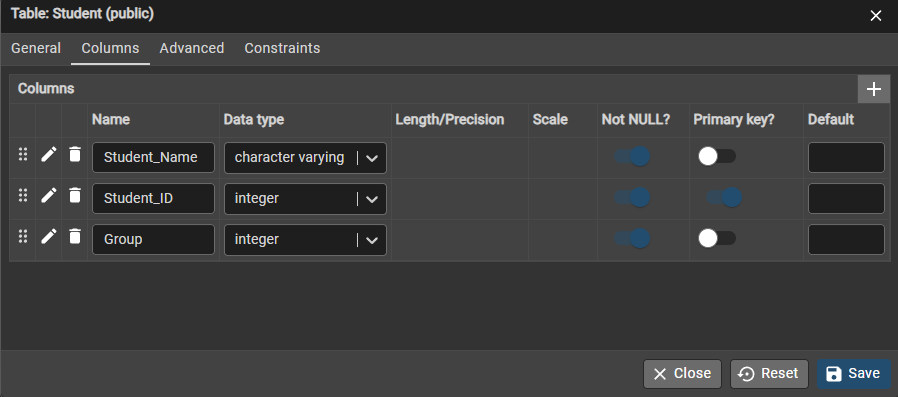 Table: Student (public)
General Columns Advanced Constraints
Columns
Name Data type Length/Precision Scale Not NULL? Primary key? Default
Student_Name character varying
Student_ID integer
Group integer
Close Reset Save